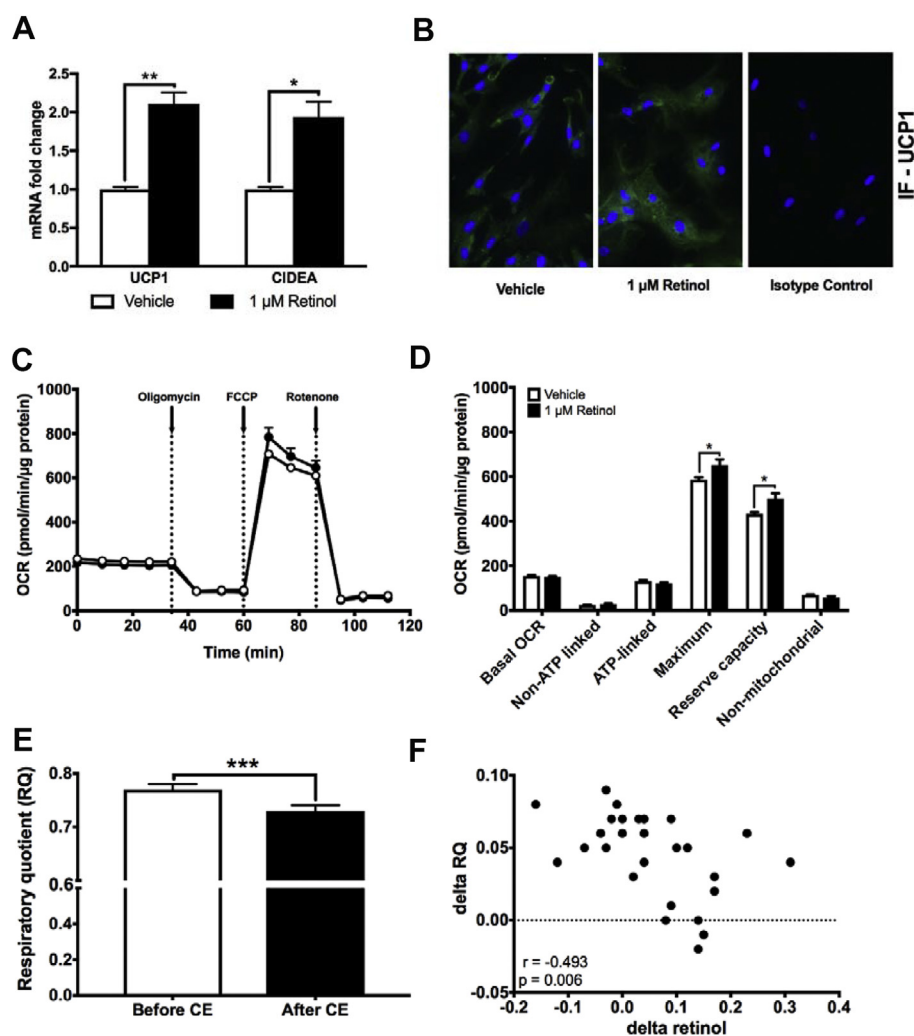 A
mRNA fold change
2.5
2.0
1.5
1.0
0.5
0.0
**
*
UCP1 CIDEA
Vehicle 1 µM Retinol
B
Vehicle 1 µM Retinol Isotype Control
IF - UCP1
C
OCR (pmol/min/µg protein)
1000
800
600
400
200
0
Oligomycin FCCP Rotenone
0 20 40 60 80 100 120
Time (min)
D
OCR (pmol/min/µg protein)
1000
800
600
400
200
0
Vehicle
1 µM Retinol
*
*
Basal OCR
Non-ATP linked
ATP-linked
Maximum
Reserve capacity
Non-mitochondrial
E
Respiratory quotient (RQ)
0.8
0.7
0.6
0.4
0.2
0.0
***
Before CE After CE
F
delta RQ
0.10
0.05
0.00
-0.05
r = -0.493
p = 0.006
-0.2 -0.1 0.0 0.1 0.2 0.3 0.4
delta retinol